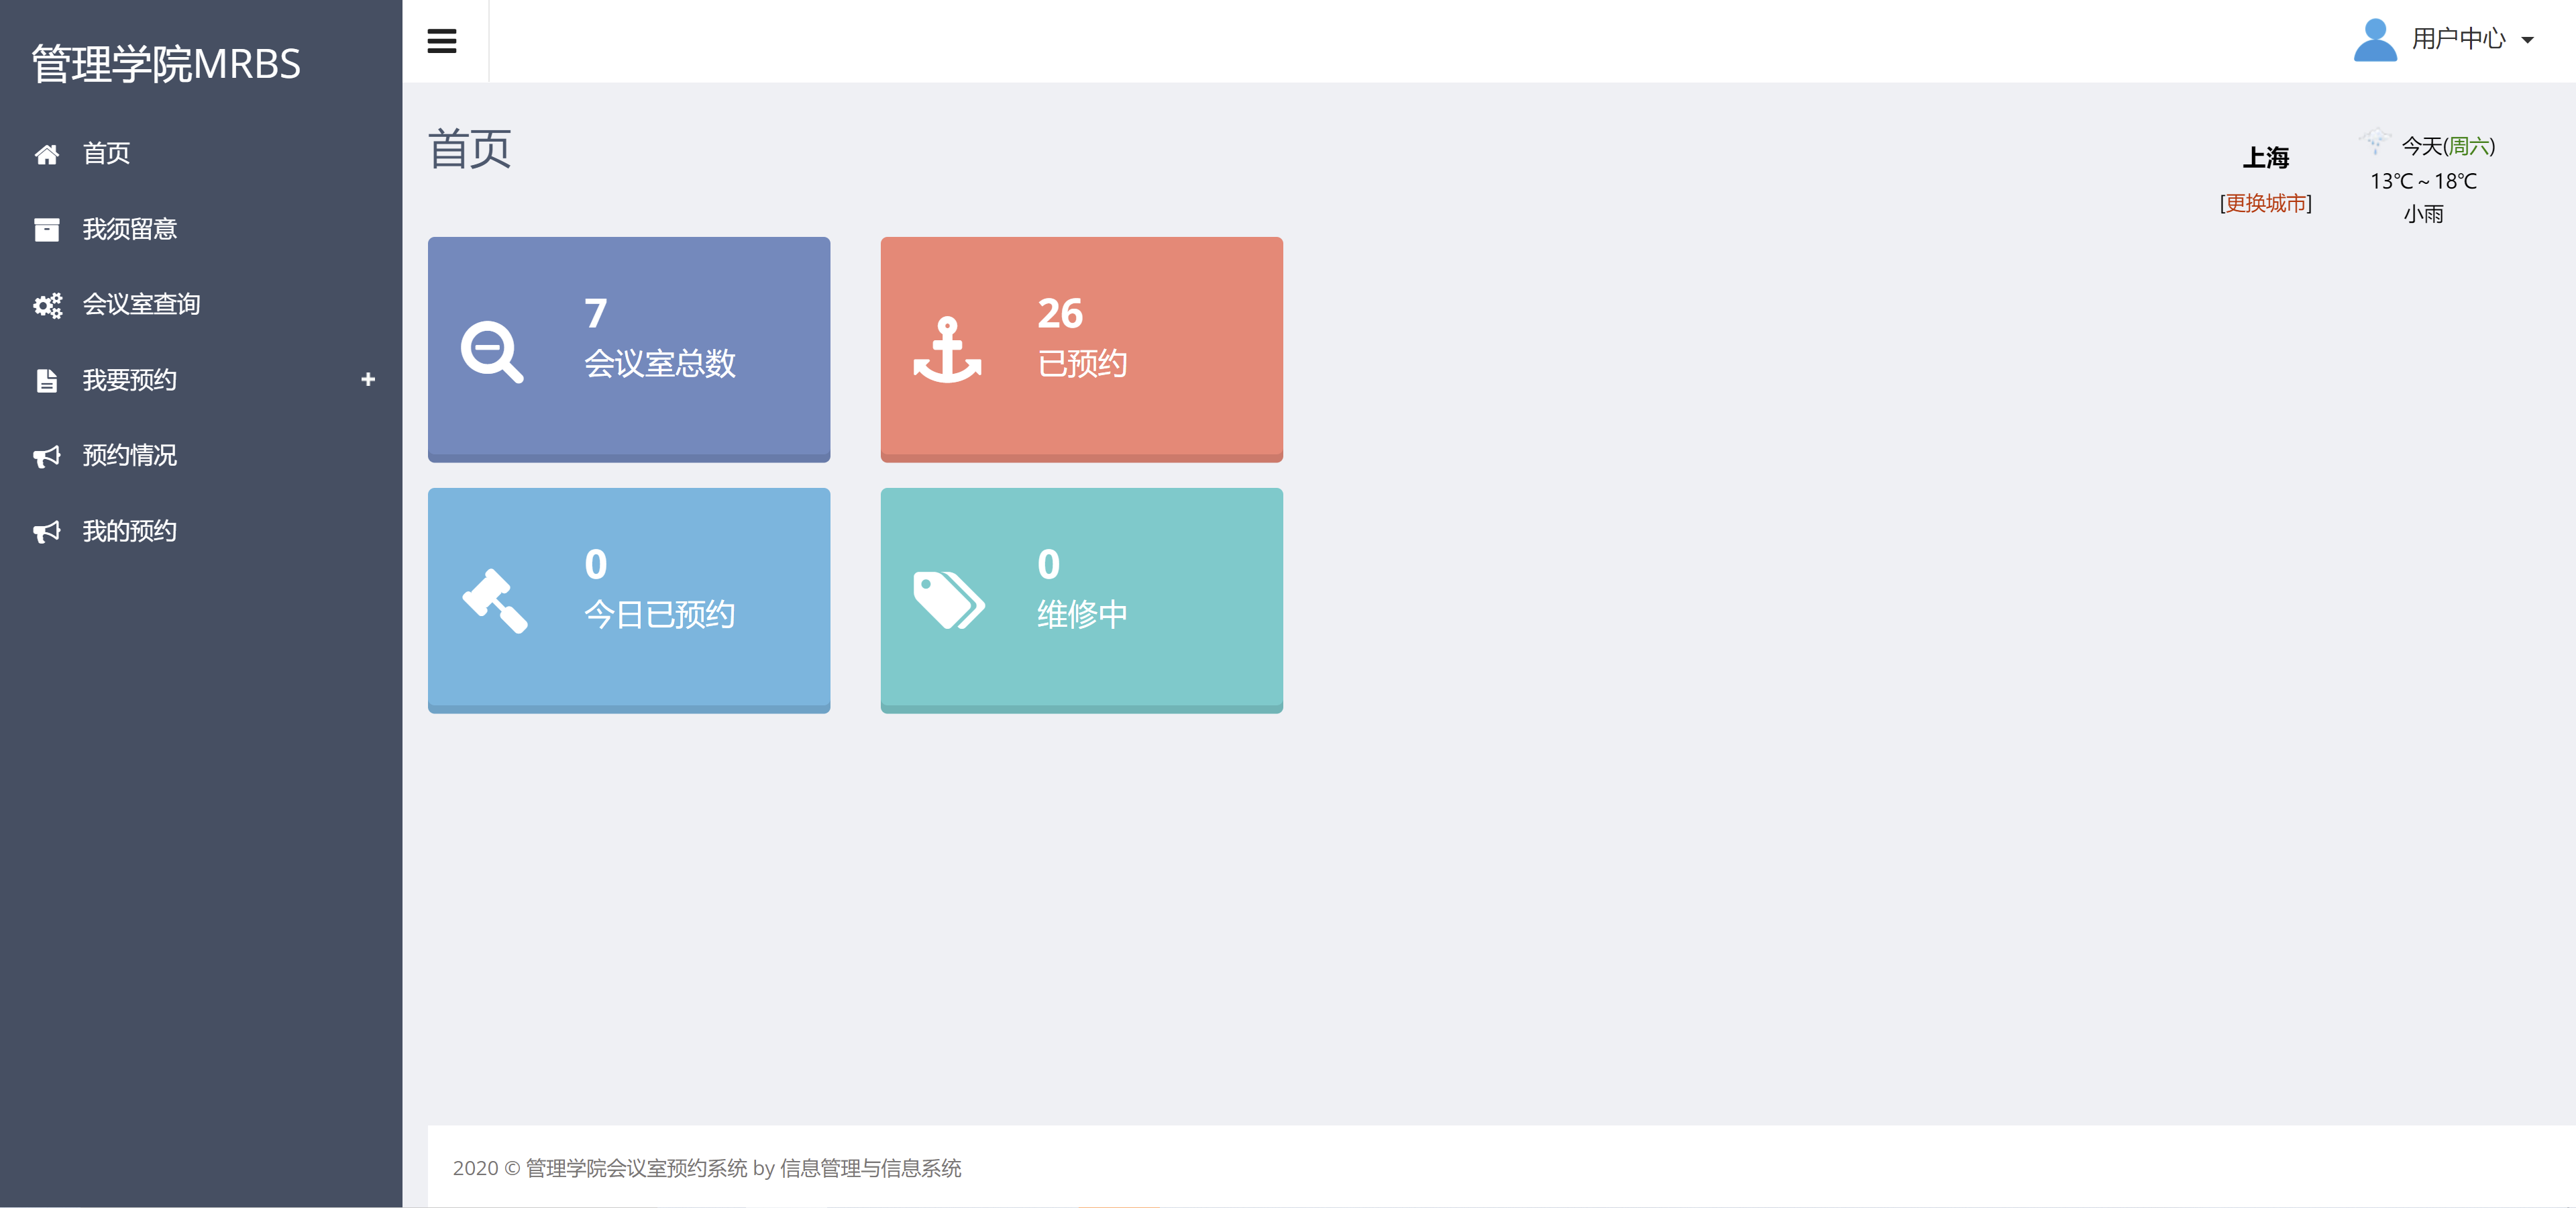 管理学院MRBS
首页
我须留意
会议室查询
我要预约
预约情况
我的预约
用户中心
首页
上海
[更换城市]
今天(周六)
13℃ ~ 18℃
小雨
7
会议室总数
26
已预约
0
今日已预约
0
维修中
2020 © 管理学院会议室预约系统 by 信息管理与信息系统